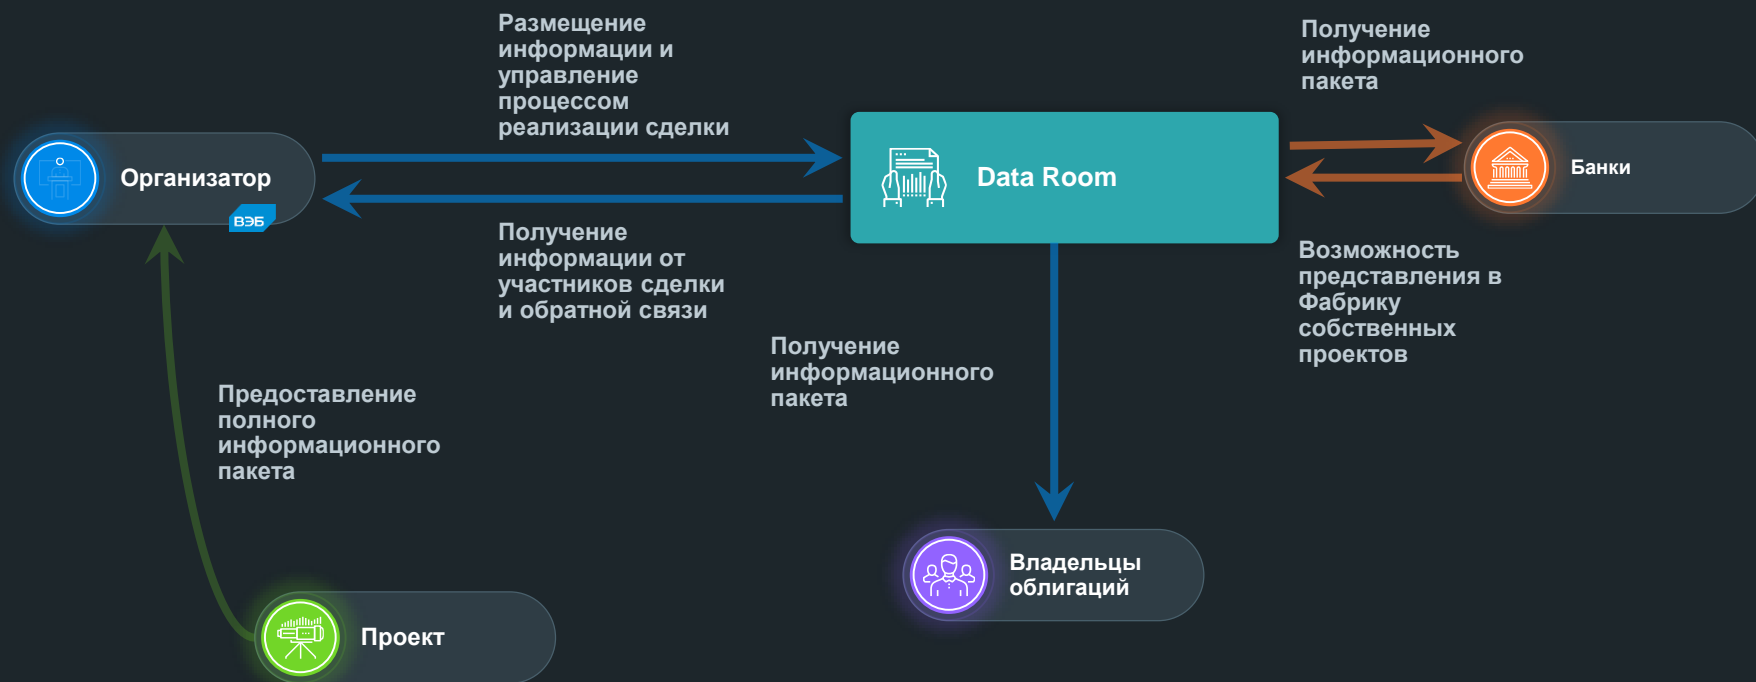 Размещение
информации и
управление
процессом
реализации сделки
Получение
информационного
пакета
Организатор
ВЭБ
Data Room
Банки
Получение
информации от
участников сделки
и обратной связи
Возможность
представления в
Фабрику
собственных
проектов
Получение
информационного
пакета
Предоставление
полного
информационного
пакета
Владельцы
облигаций
Проект